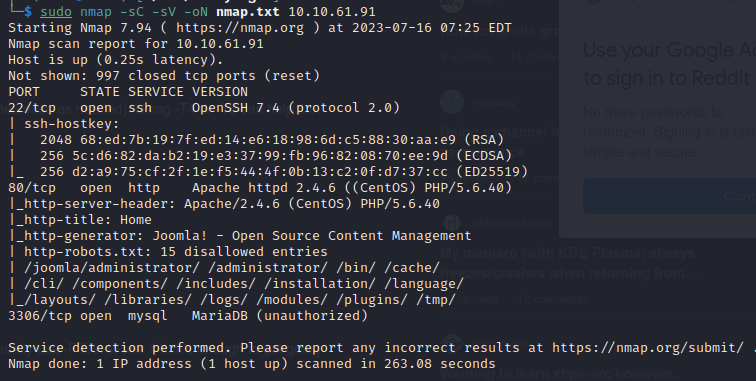 └─$ sudo nmap -sC -sV -oN nmap.txt 10.10.61.91
Starting Nmap 7.94 ( https://nmap.org ) at 2023-07-16 07:25 EDT
Nmap scan report for 10.10.61.91
Host is up (0.25s latency).
Not shown: 997 closed tcp ports (reset)
PORT     STATE SERVICE VERSION
22/tcp   open  ssh     OpenSSH 7.4 (protocol 2.0)
| ssh-hostkey:
|   2048 68:ed:7b:19:7f:ed:14:e6:18:98:6d:c5:88:30:aa:e9 (RSA)
|   256 5c:d6:82:da:b2:19:e3:37:99:fb:96:82:08:70:ee:9d (ECDSA)
|_  256 d2:a9:75:cf:2f:1e:f5:44:4f:0b:13:c2:0f:d7:37:cc (ED25519)
80/tcp   open  http    Apache httpd 2.4.6 ((CentOS) PHP/5.6.40)
|_http-server-header: Apache/2.4.6 (CentOS) PHP/5.6.40
|_http-title: Home
|_http-generator: Joomla! - Open Source Content Management
| http-robots.txt: 15 disallowed entries
| /joomla/administrator/ /administrator/ /bin/ /cache/
| /cli/ /components/ /includes/ /installation/ /language/
|_/layouts/ /libraries/ /logs/ /modules/ /plugins/ /tmp/
3306/tcp open  mysql   MariaDB (unauthorized)
Service detection performed. Please report any incorrect results at https://nmap.org/submit/ .
Nmap done: 1 IP address (1 host up) scanned in 263.08 seconds
Use your Google Ac
to sign in to Reddit
No more passwords to
remember. Signing in is fast,
simple and secure.
Cont
My manjaro (with KDE Plasma) always
freezes/crashes when returning from...